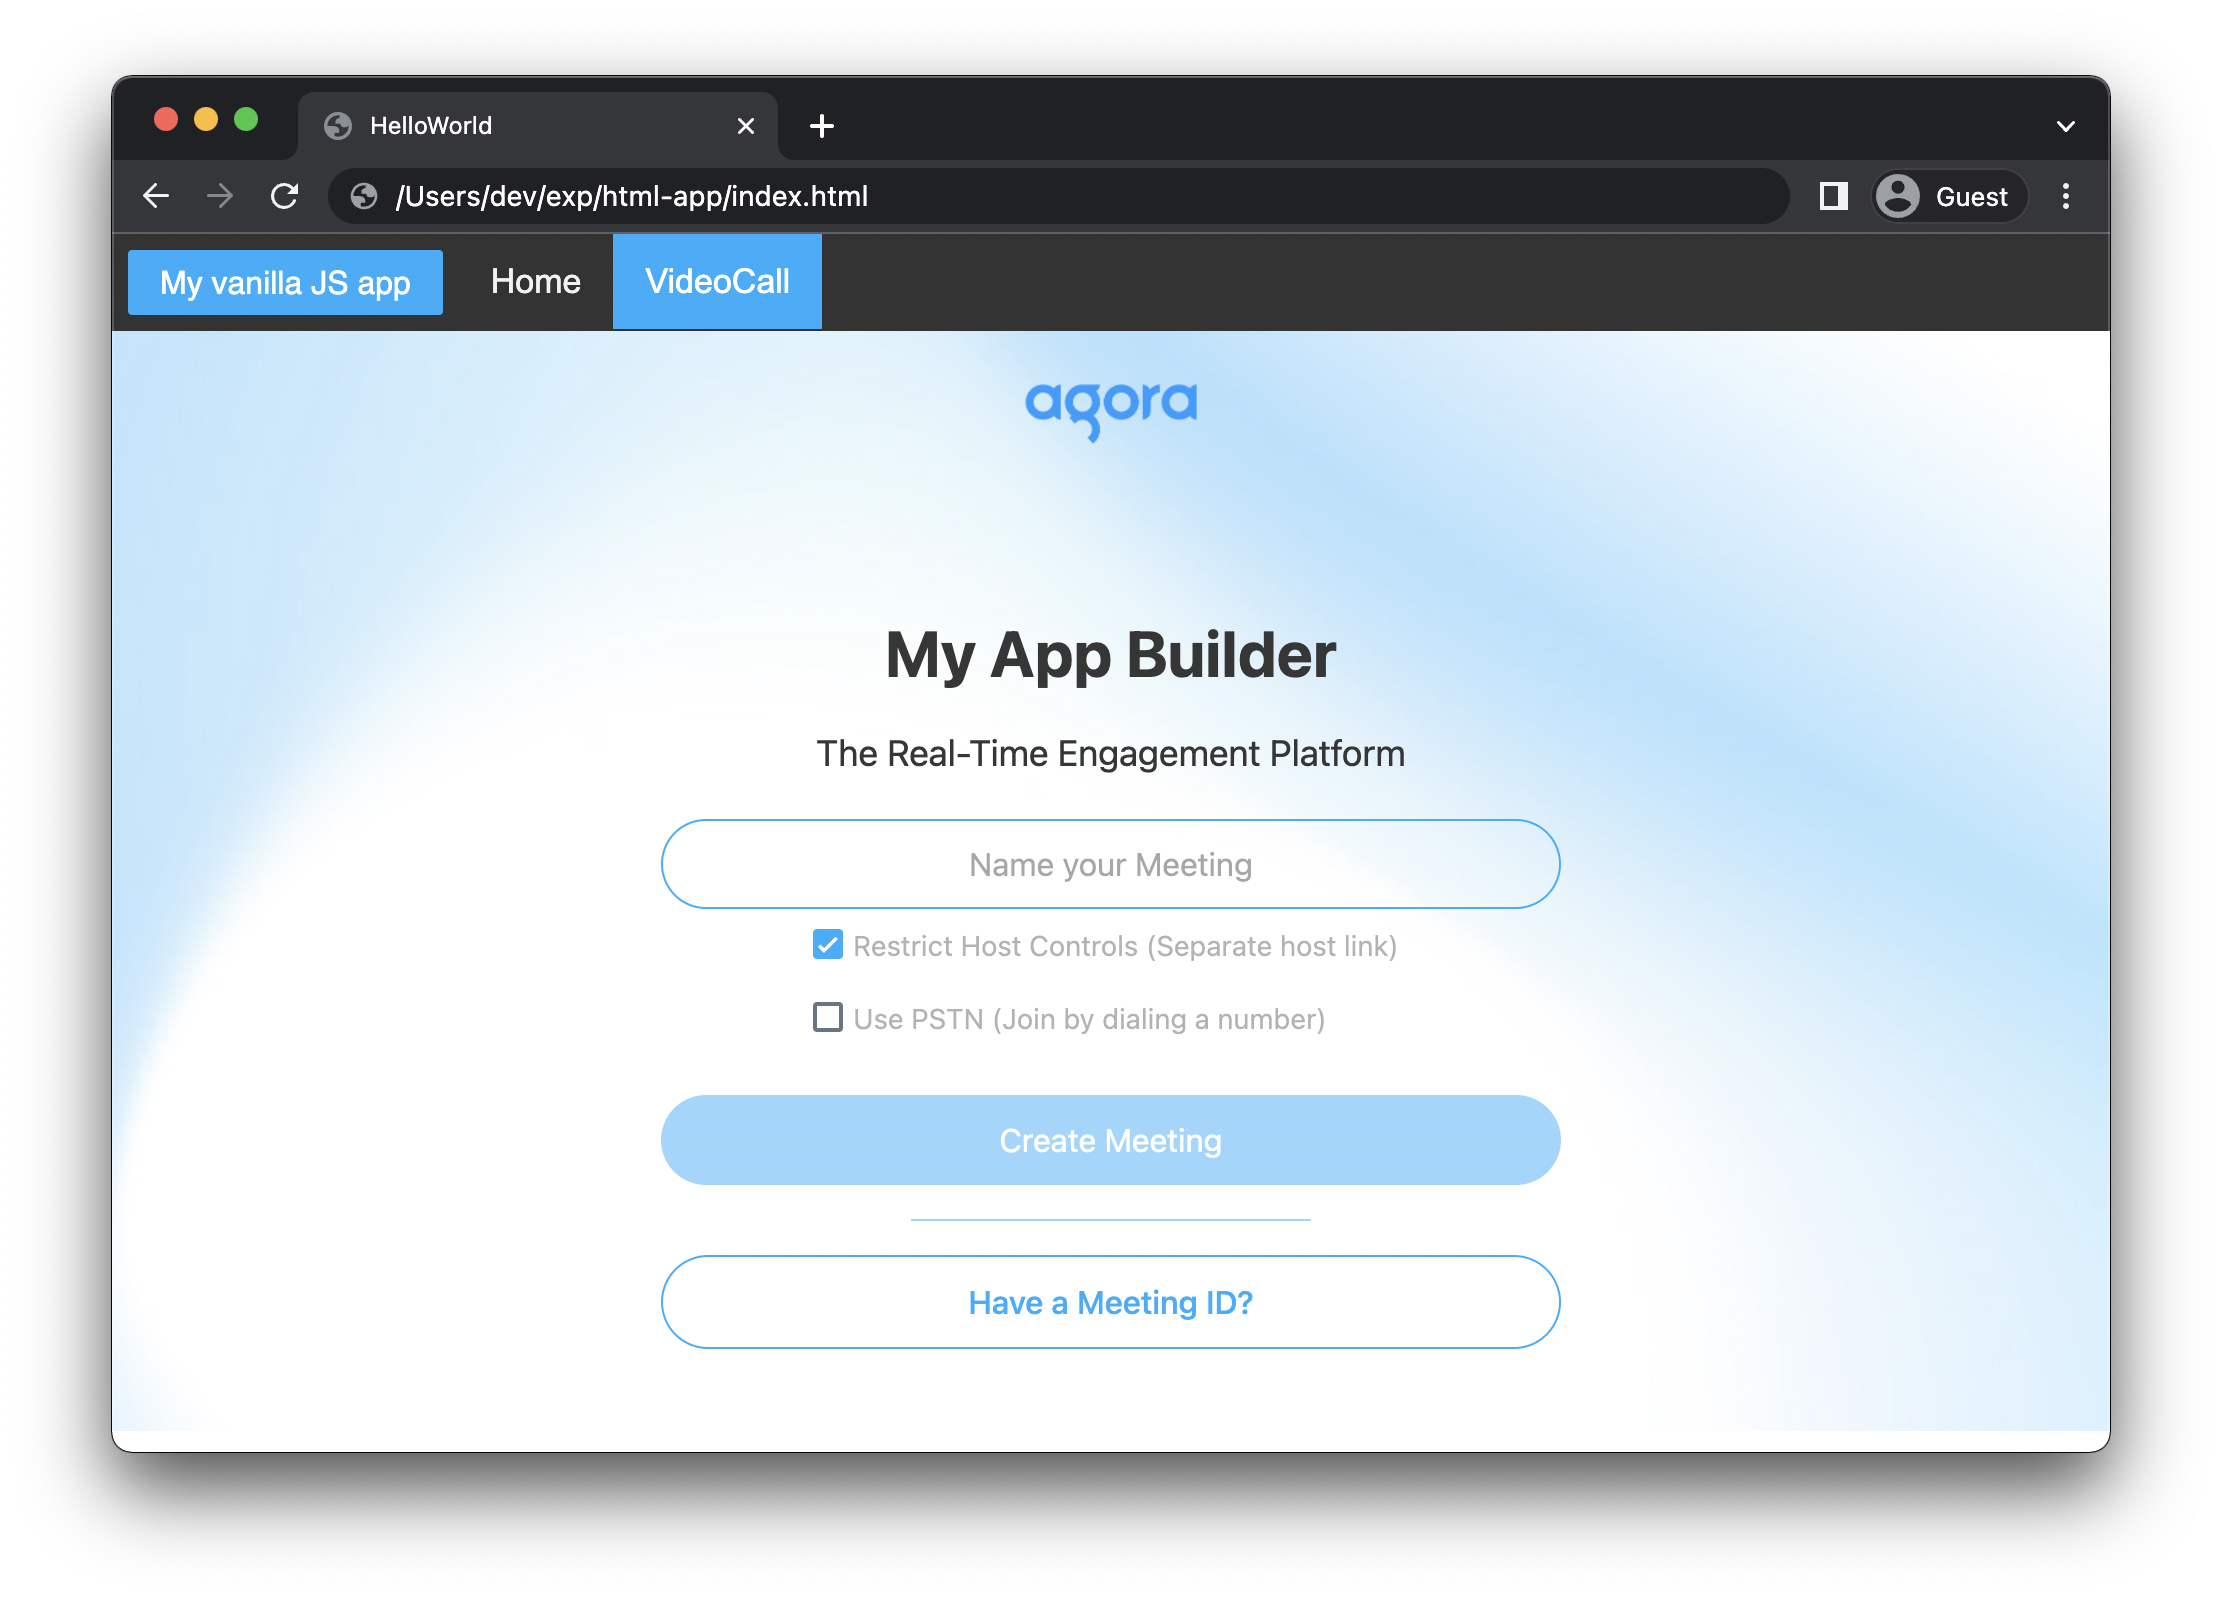 HelloWorld
/Users/dev/exp/html-app/index.html
Guest
My vanilla JS app
Home
VideoCall
agora
My App Builder
The Real-Time Engagement Platform
Name your Meeting
Restrict Host Controls (Separate host link)
Use PSTN (Join by dialing a number)
Create Meeting
Have a Meeting ID?